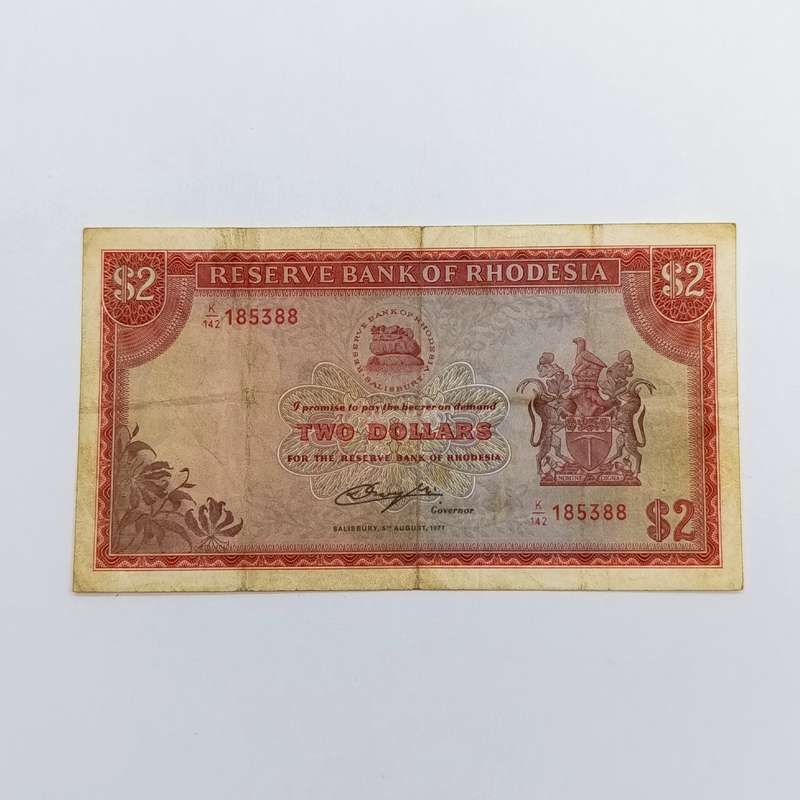 $2
RESERVE BANK OF RHODESIA
$2
K/142 185388
RESERVE BANK OF RHODESIA
SALISBURY
I promise to pay the bearer on demand
TWO DOLLARS
FOR THE RESERVE BANK OF RHODESIA
Governor
SALISBURY, 5TH AUGUST, 1977
K/142 185388
$2